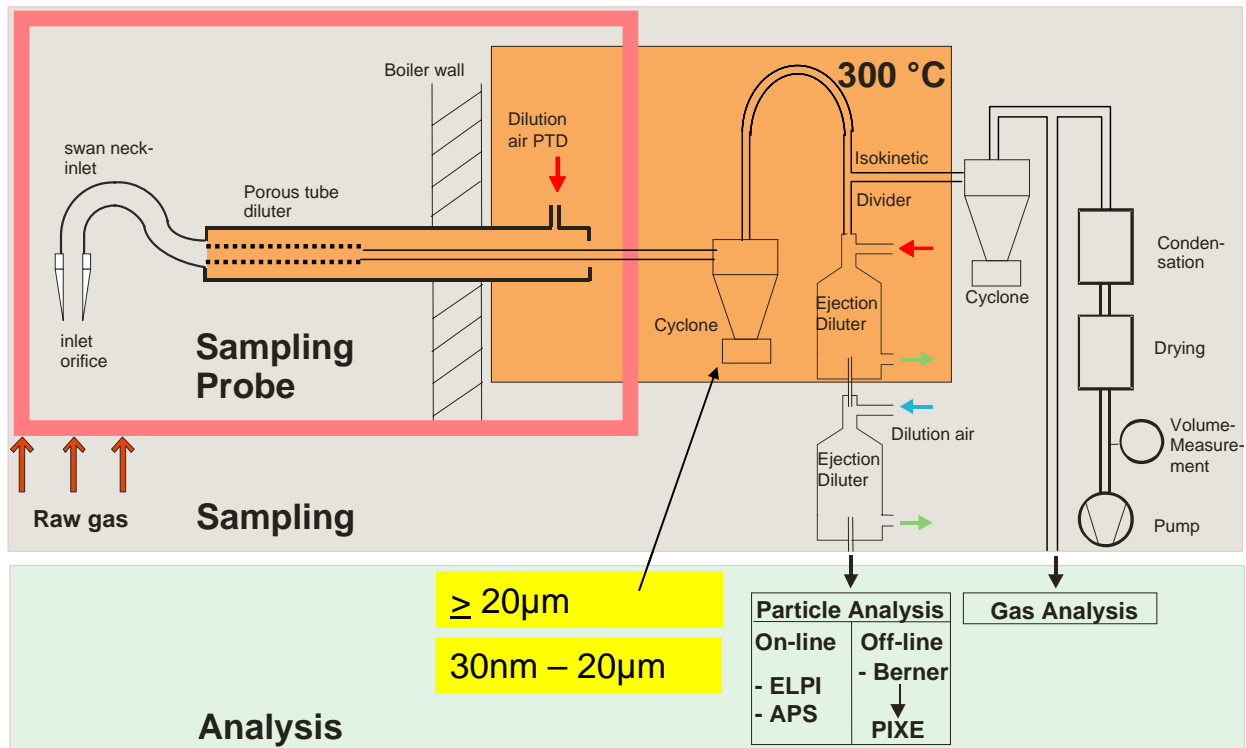 300 °C
Boiler wall
Dilution
air PTD
swan neck-
inlet
Isokinetic
Porous tube
diluter
Divider
Conden-
sation
Ejection
Diluter
Cyclone
Cyclone
inlet
orifice
Sampling
Probe
Drying
Volume-
Measure-
ment
Dilution air
Ejection
Diluter
Raw gas
Sampling
Pump
≥ 20µm
30nm – 20µm
Particle Analysis
On-line
- ELPI
- APS
Off-line
- Berner
PIXE
Gas Analysis
Analysis